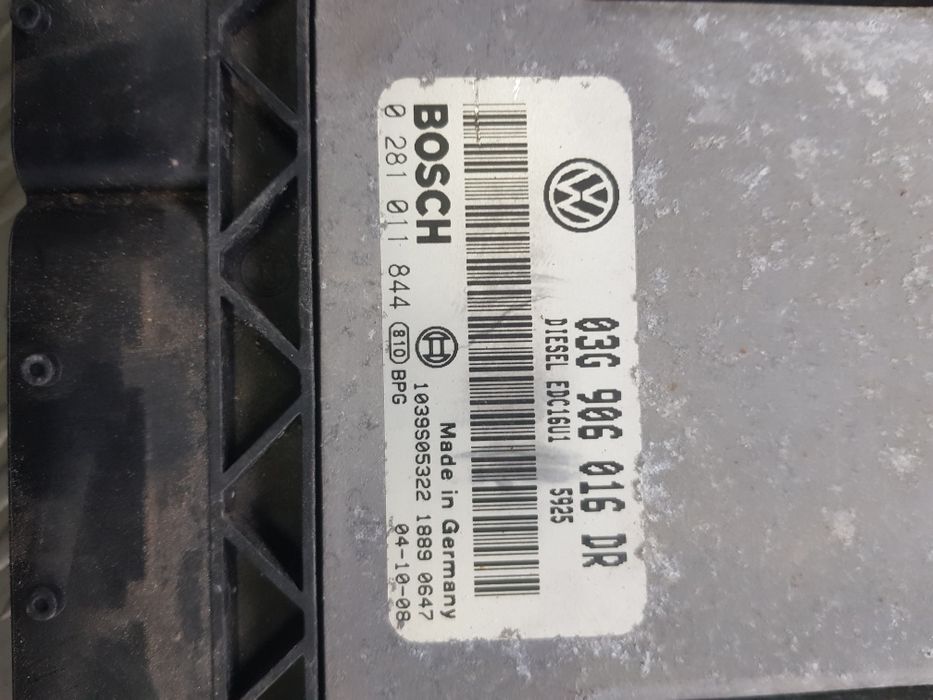 03G 906 016 DR
DIESEL EDC16U1 5925
BOSCH
Made in Germany
1039S05322 1889 0647
0 281 011 844 810 BPG 04-10-08